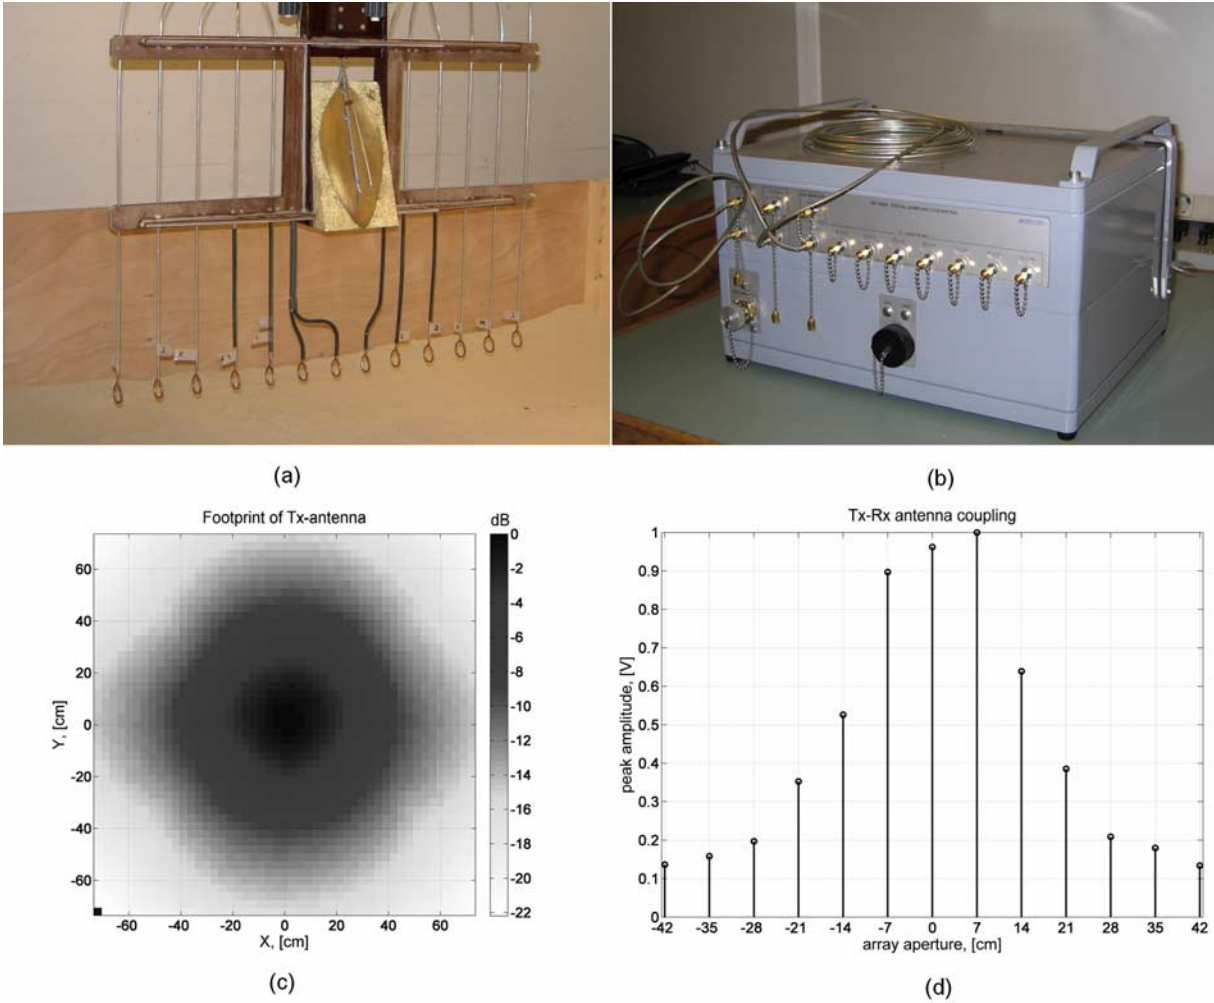 (a)
(b)
Footprint of Tx-antenna
dB
0
-2
-4
-6
-8
-10
-12
-14
-16
-18
-20
-22
60
40
20
0
-20
-40
-60
Y, [cm]
-60 -40 -20 0 20 40 60
X, [cm]
(c)
Tx-Rx antenna coupling
1
0.9
0.8
0.7
0.6
0.5
0.4
0.3
0.2
0.1
0
peak amplitude, [V]
-42 -35 -28 -21 -14 -7 0 7 14 21 28 35 42
array aperture, [cm]
(d)